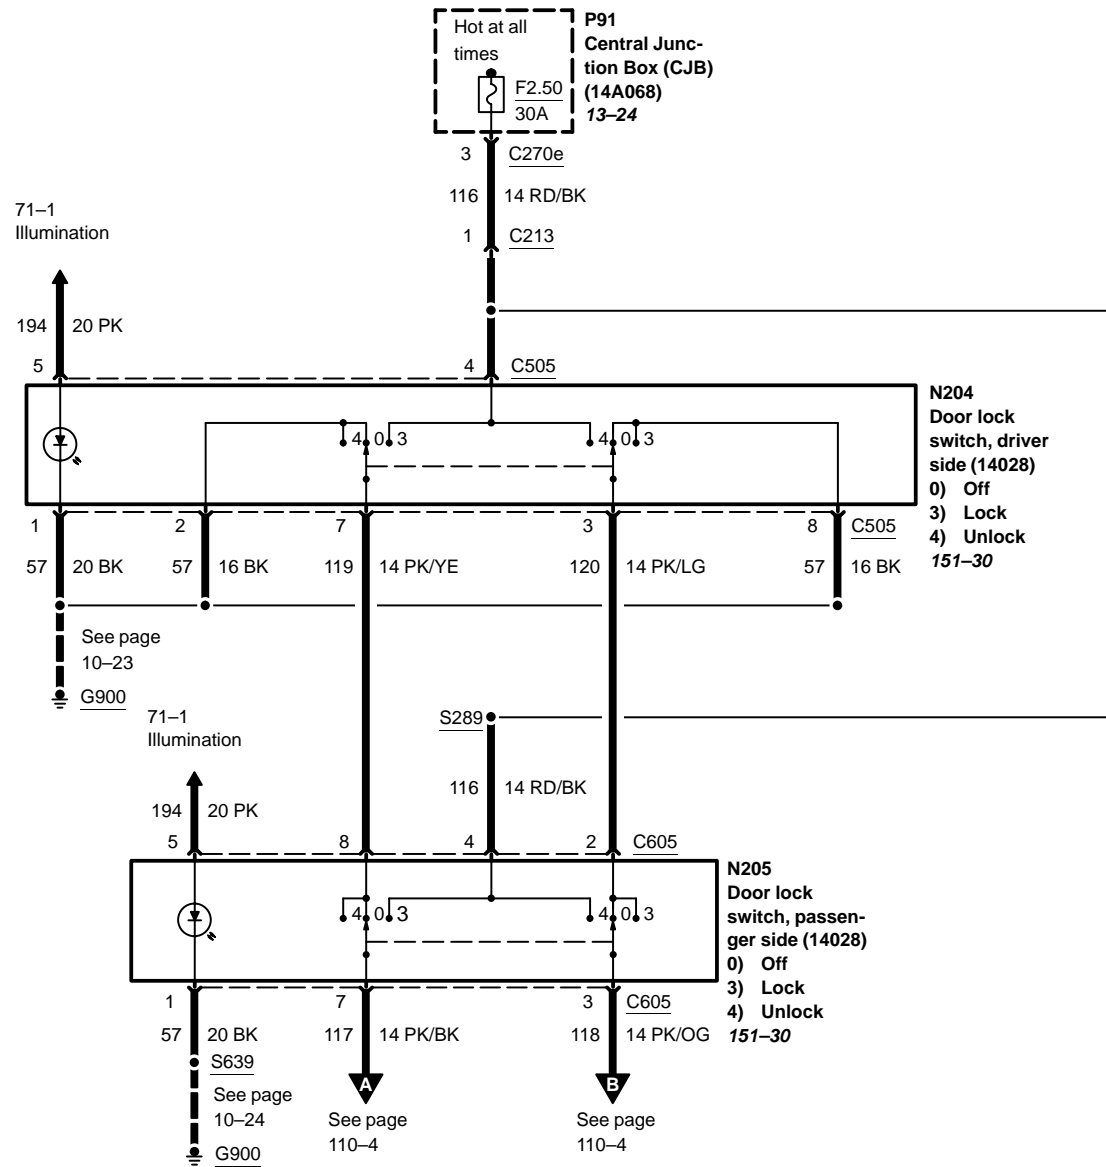 Hot at all
times
F2.50
30A
P91
Central Junc-
tion Box (CJB)
(14A068)
13–24
3 C270e
116 14 RD/BK
1 C213
71–1
Illumination
194 20 PK
5 4 C505
4 0 3 4 0 3
N204
Door lock
switch, driver
side (14028)
0) Off
3) Lock
4) Unlock
151–30
1 2 7 3 8 C505
57 20 BK 57 16 BK 119 14 PK/YE 120 14 PK/LG 57 16 BK
See page
10–23
G900
71–1
Illumination
S289
116 14 RD/BK
194 20 PK
5 8 4 2 C605
4 0 3 4 0 3
N205
Door lock
switch, passen-
ger side (14028)
0) Off
3) Lock
4) Unlock
151–30
1 7 3 C605
57 20 BK 117 14 PK/BK 118 14 PK/OG
S639
See page
10–24
G900
A
See page
110–4
B
See page
110–4